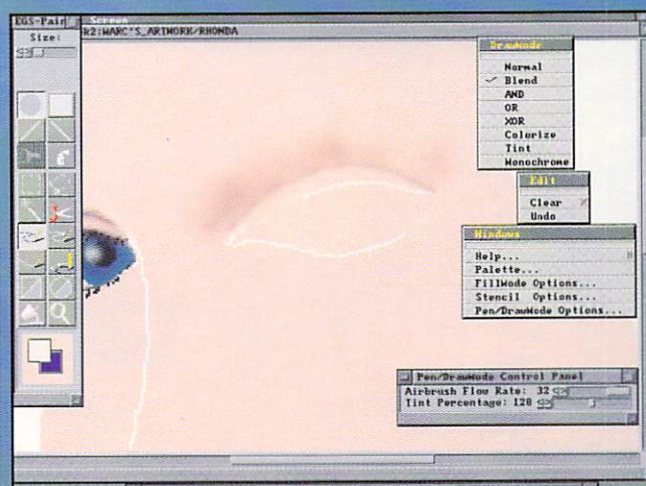 EGS-Pain Screen
k2:MARC'S_ARTWORK/RHONDA
Size:
DrawMode
Normal
Blend
AND
OR
XOR
Colorize
Tint
Monochrome
Edit
Clear
Undo
Windows
Help... H
Palette...
FillMode Options...
Stencil Options...
Pen/DrawMode Options...
Pen/DrawMode Control Panel
Airbrush Flow Rate: 32
Tint Percentage: 128